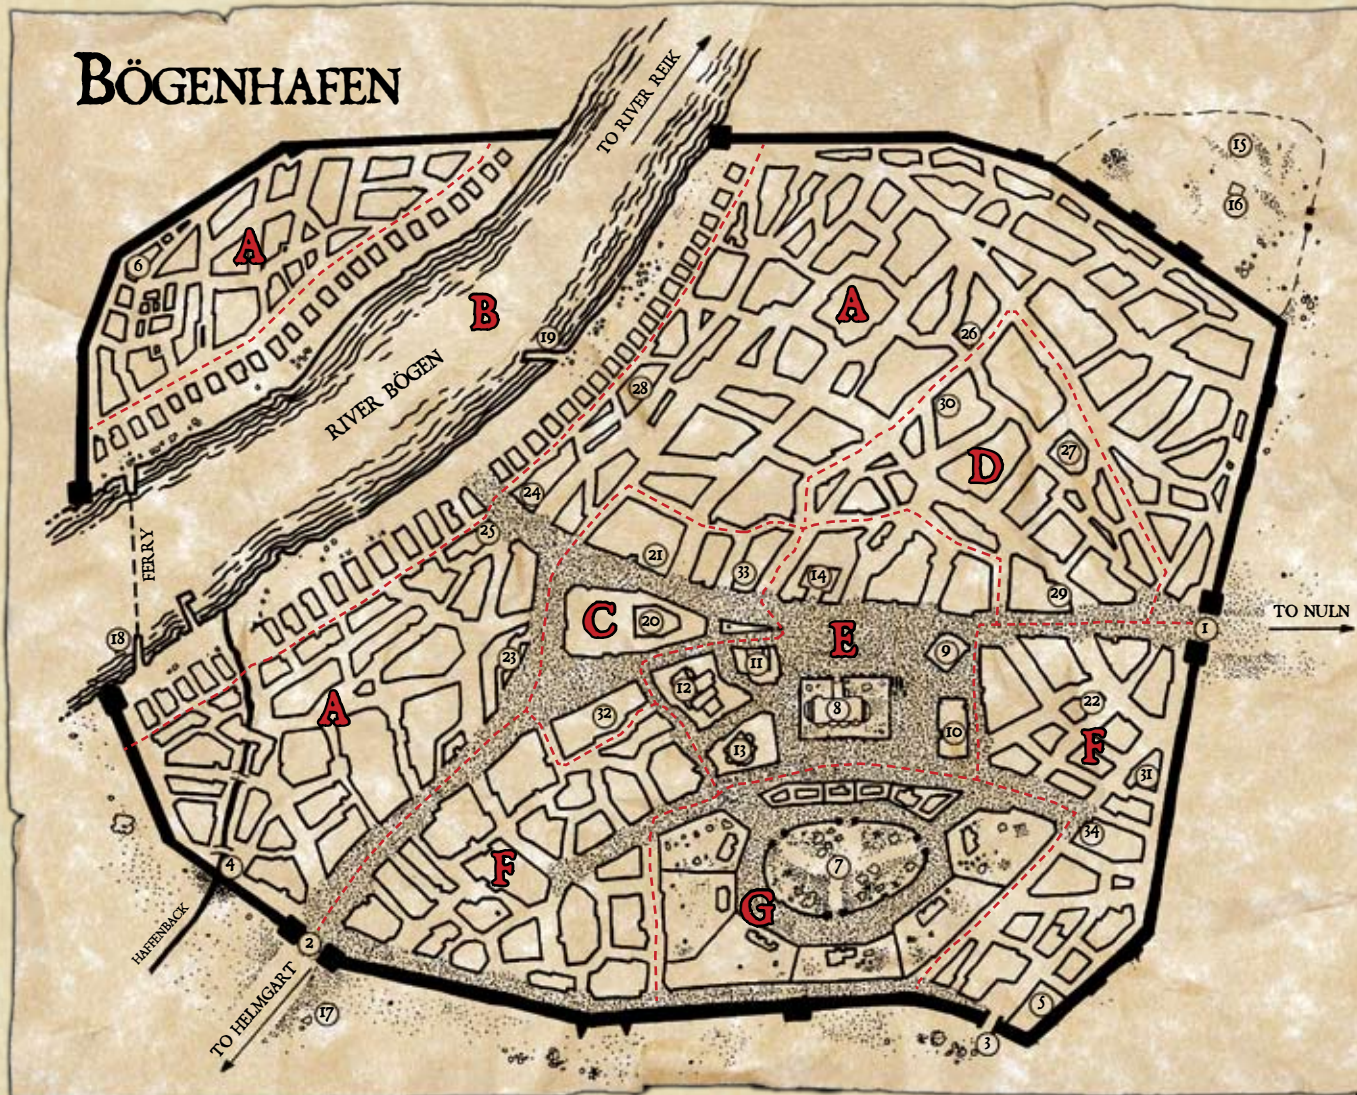 BÖGENHAFEN
TO RIVER REIK
15
16
A
6
B
A
19
26
RIVER BÖGEN
28
30
27
D
24
25
FERRY
21
33
14
29
18
C
20
E
9
1
TO NULN
23
11
12
32
8
10
22
A
13
F
31
34
4
F
7
G
HAFFENBACK
2
5
TO HELMGART
17
3